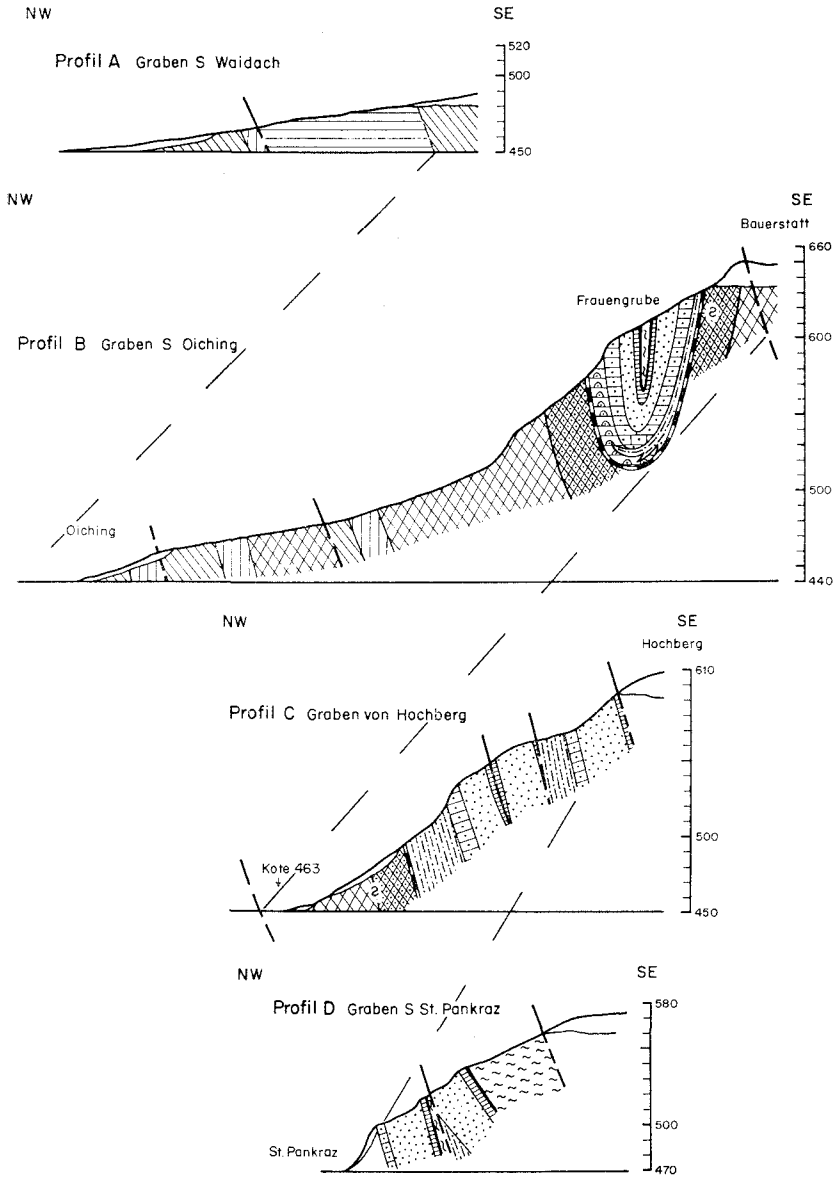 NW SE
Profil A Graben S Waidach
520
500
450
NW SE
Bauerstatt
660
Frauengrube
Profil B Graben S Oiching
S
600
500
Oiching
440
NW SE
Hochberg
610
Profil C Graben von Hochberg
500
Kote 463
450
NW SE
Profil D Graben S St. Pankraz
580
500
St. Pankraz
470